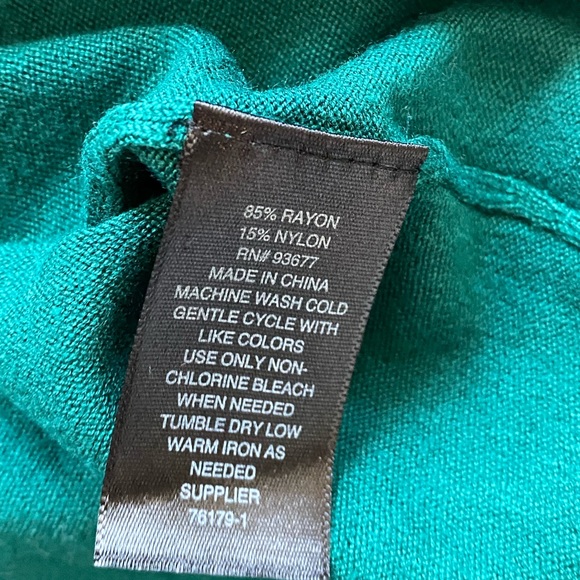 85% RAYON
15% NYLON
RN# 93677
MADE IN CHINA
MACHINE WASH COLD
GENTLE CYCLE WITH
LIKE COLORS
USE ONLY NON-
CHLORINE BLEACH
WHEN NEEDED
TUMBLE DRY LOW
WARM IRON AS
NEEDED
SUPPLIER
76179-1